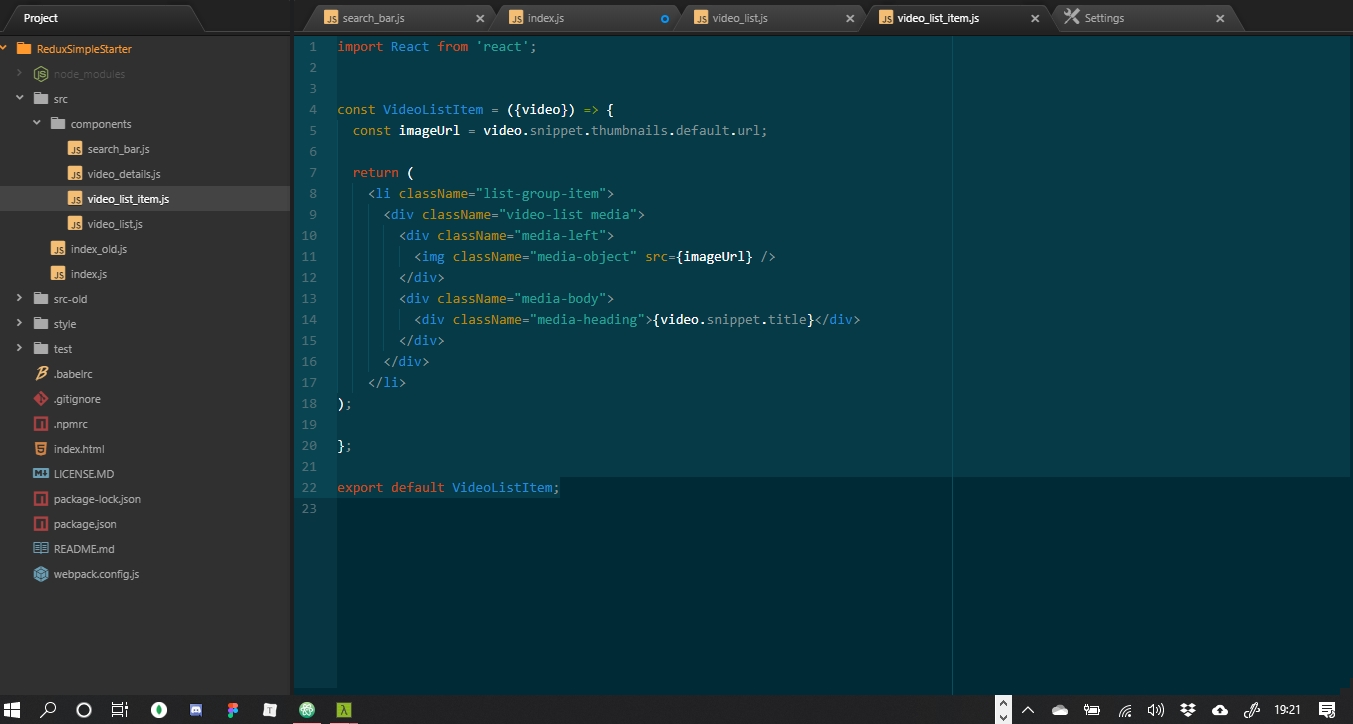 Project
search_bar.js
index.js
video_list.js
video_list_item.js
Settings
ReduxSimpleStarter
node_modules
src
components
search_bar.js
video_details.js
video_list_item.js
video_list.js
index_old.js
index.js
src-old
style
test
.babelrc
.gitignore
.npmrc
index.html
LICENSE.MD
package-lock.json
package.json
README.md
webpack.config.js
1 import React from 'react';
2
3
4 const VideoListItem = ({video}) => {
5   const imageUrl = video.snippet.thumbnails.default.url;
6
7   return (
8     <li className="list-group-item">
9       <div className="video-list media">
10         <div className="media-left">
11           <img className="media-object" src={imageUrl} />
12         </div>
13         <div className="media-body">
14           <div className="media-heading">{video.snippet.title}</div>
15         </div>
16       </div>
17     </li>
18 );
19
20 };
21
22 export default VideoListItem;
23
19:21